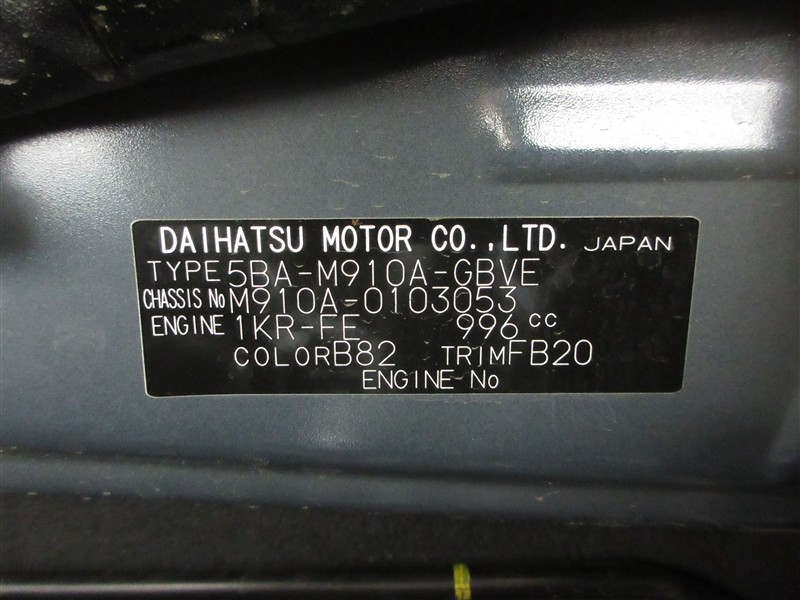 DAIHATSU MOTOR CO.,LTD. JAPAN
TYPE 5BA-M910A-GBVE
CHASSIS No M910A-0103053
ENGINE 1KR-FE 996 cc
COLOR B82 TRIM FB20
ENGINE No